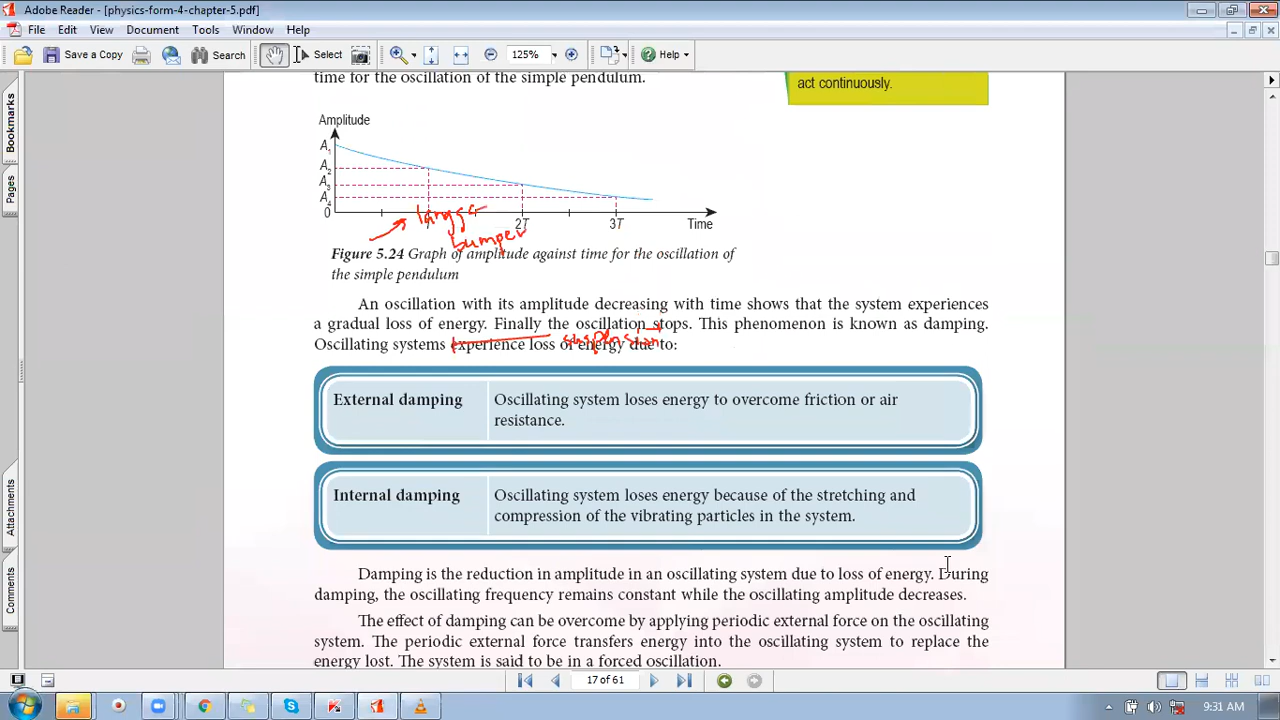 Adobe Reader - [physics-form-4-chapter-5.pdf]
File Edit View Document Tools Window Help
Save a Copy Search Select 125% Help
Bookmarks
Pages
Attachments
Comments
time for the oscillation of the simple pendulum.
act continuously.
Amplitude
A1
A2
A3
A4
0
2T 3T Time
langgar
bumper
Figure 5.24 Graph of amplitude against time for the oscillation of
the simple pendulum
An oscillation with its amplitude decreasing with time shows that the system experiences
a gradual loss of energy. Finally the oscillation stops. This phenomenon is known as damping.
Oscillating systems experience loss of energy due to:
suspension
External damping Oscillating system loses energy to overcome friction or air
resistance.
Internal damping Oscillating system loses energy because of the stretching and
compression of the vibrating particles in the system.
Damping is the reduction in amplitude in an oscillating system due to loss of energy. During
damping, the oscillating frequency remains constant while the oscillating amplitude decreases.
The effect of damping can be overcome by applying periodic external force on the oscillating
system. The periodic external force transfers energy into the oscillating system to replace the
energy lost. The system is said to be in a forced oscillation.
17 of 61
9:31 AM